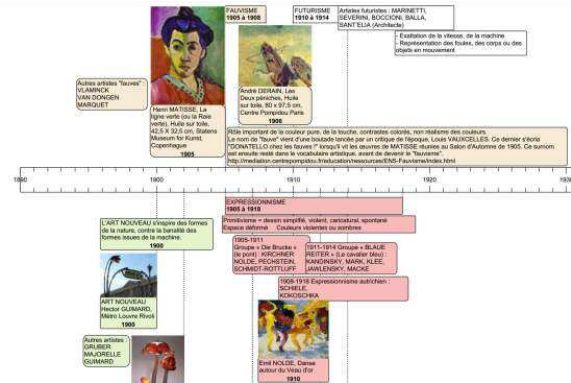 FAUVISME
1905 à 1908
FUTURISME
1910 à 1914
Artistes futuristes : MARINETTI,
SEVERINI, BOCCIONI, BALLA,
SANT'ELIA (Architecte)
- Exaltation de la vitesse, de la machine
- Représentation des foules, des corps ou des
objets en mouvement
Autres artistes "fauves" :
VLAMINCK
VAN DONGEN
MARQUET
Henri MATISSE, La
ligne verte (ou la Raie
verte), Huile sur toile,
42,5 X 32,5 cm, Statens
Museum for Kumst,
Copenhague
1905
André DERAIN, Les
Deux péniches, Huile
sur toile, 80 x 97,5 cm,
Centre Pompidou Paris
1906
Rôle important de la couleur pure, de la touche, contrastes colorés, non réalisme des couleurs.
Le nom de "fauve" vient d'une boutade lancée par un critique de l'époque, Louis VAUXCELLES. Ce dernier s'écria
"DONATELLO chez les fauves !" lorsqu'il vit les œuvres de MATISSE réunies au Salon d'Automne de 1905. Ce surnom
est ensuite resté dans le vocabulaire artistique, avant de devenir le "fauvisme".
http://mediation.centrepompidou.fr/education/ressources/ENS-Fauvisme/index.html
1890
1900
1910
1920
1930
EXPRESSIONNISME
1905 à 1918
Primitivisme = dessin simplifié, violent, caricatural, spontané
Espace déformé Couleurs violentes ou sombres
L'ART NOUVEAU s'inspire des formes
de la nature, contre la banalité des
formes issues de la machine.
1900
1905-1911
Groupe « Die Brucke »
(le pont) : KIRCHNER
NOLDE, PECHSTEIN,
SCHMIDT-ROTTLUFF
1911-1914 Groupe « BLAUE
REITER » (Le cavalier bleu) :
KANDINSKY, MARK, KLEE,
JAWLENSKY, MACKE
1908-1918 Expressionnisme autrichien :
SCHIELE,
KOKOSCHKA
ART NOUVEAU
Hector GUIMARD,
Métro Louvre Rivoli
1900
Autres artistes :
GRUBER
MAJORELLE
GUIMARD
Emil NOLDE, Danse
autour du Veau d'or
1910